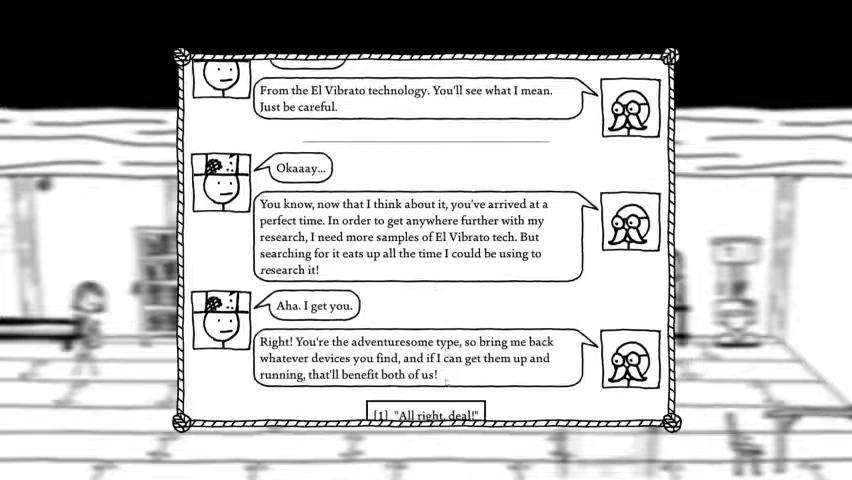 From the El Vibrato technology. You'll see what I mean.
Just be careful.
Okaaay...
You know, now that I think about it, you've arrived at a
perfect time. In order to get anywhere further with my
research, I need more samples of El Vibrato tech. But
searching for it eats up all the time I could be using to
research it!
Aha. I get you.
Right! You're the adventuresome type, so bring me back
whatever devices you find, and if I can get them up and
running, that'll benefit both of us!
[1] "All right, deal!"